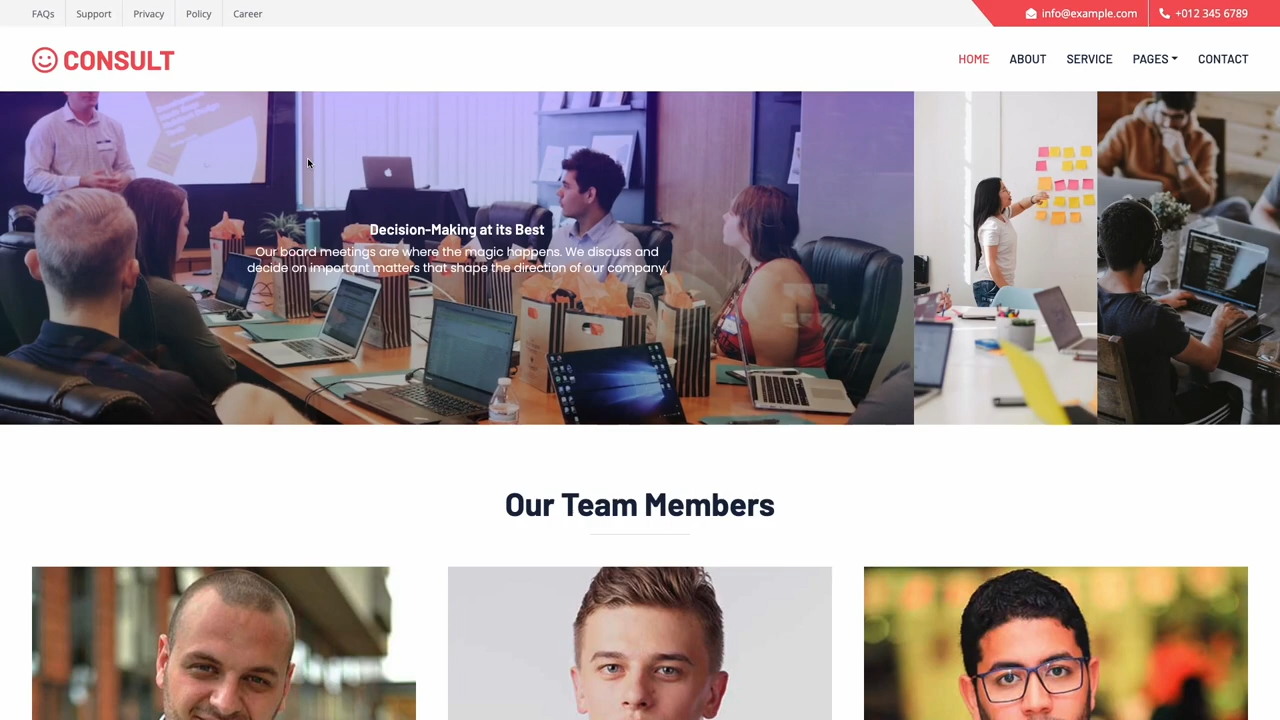 FAQs
Support
Privacy
Policy
Career
info@example.com
+012 345 6789
CONSULT
HOME
ABOUT
SERVICE
PAGES
CONTACT
Decision-Making at its Best
Our board meetings are where the magic happens. We discuss and
decide on important matters that shape the direction of our company.
Our Team Members